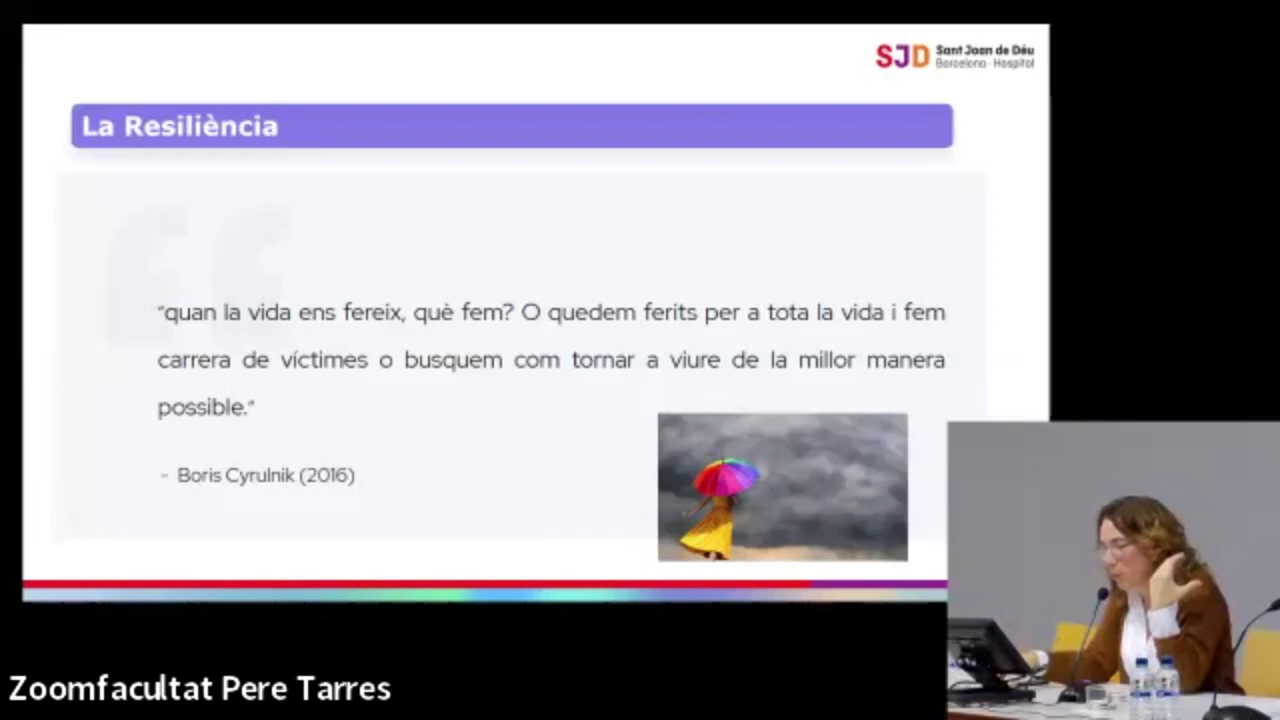 SJD Sant Joan de Déu
Barcelona · Hospital
La Resiliència
“quan la vida ens fereix, què fem? O quedem ferits per a tota la vida i fem
carrera de víctimes o busquem com tornar a viure de la millor manera
possible.”
- Boris Cyrulnik (2016)
Zoomfacultat Pere Tarres